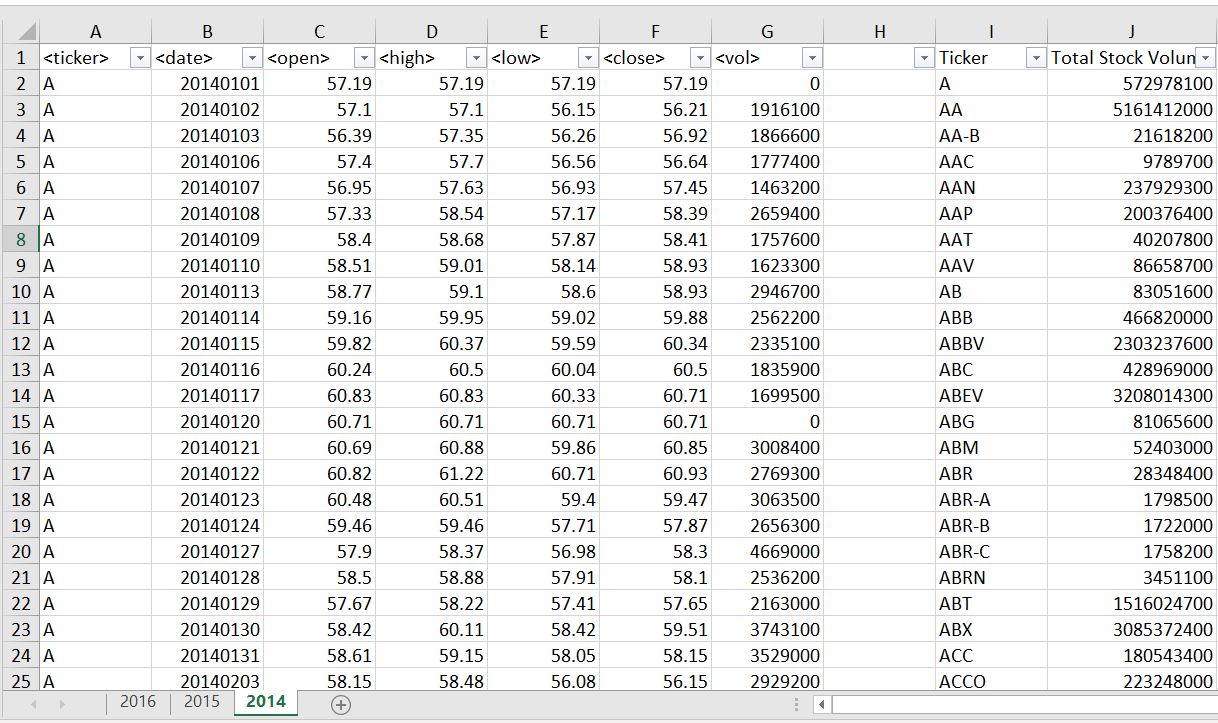 A B C D E F G H I J
1 <ticker> <date> <open> <high> <low> <close> <vol> Ticker Total Stock Volun
2 A 20140101 57.19 57.19 57.19 57.19 0 A 572978100
3 A 20140102 57.1 57.1 56.15 56.21 1916100 AA 5161412000
4 A 20140103 56.39 57.35 56.26 56.92 1866600 AA-B 21618200
5 A 20140106 57.4 57.7 56.56 56.64 1777400 AAC 9789700
6 A 20140107 56.95 57.63 56.93 57.45 1463200 AAN 237929300
7 A 20140108 57.33 58.54 57.17 58.39 2659400 AAP 200376400
8 A 20140109 58.4 58.68 57.87 58.41 1757600 AAT 40207800
9 A 20140110 58.51 59.01 58.14 58.93 1623300 AAV 86658700
10 A 20140113 58.77 59.1 58.6 58.93 2946700 AB 83051600
11 A 20140114 59.16 59.95 59.02 59.88 2562200 ABB 466820000
12 A 20140115 59.82 60.37 59.59 60.34 2335100 ABBV 2303237600
13 A 20140116 60.24 60.5 60.04 60.5 1835900 ABC 428969000
14 A 20140117 60.83 60.83 60.33 60.71 1699500 ABEV 3208014300
15 A 20140120 60.71 60.71 60.71 60.71 0 ABG 81065600
16 A 20140121 60.69 60.88 59.86 60.85 3008400 ABM 52403000
17 A 20140122 60.82 61.22 60.71 60.93 2769300 ABR 28348400
18 A 20140123 60.48 60.51 59.4 59.47 3063500 ABR-A 1798500
19 A 20140124 59.46 59.46 57.71 57.87 2656300 ABR-B 1722000
20 A 20140127 57.9 58.37 56.98 58.3 4669000 ABR-C 1758200
21 A 20140128 58.5 58.88 57.91 58.1 2536200 ABRN 3451100
22 A 20140129 57.67 58.22 57.41 57.65 2163000 ABT 1516024700
23 A 20140130 58.42 60.11 58.42 59.51 3743100 ABX 3085372400
24 A 20140131 58.61 59.15 58.05 58.15 3529000 ACC 180543400
25 A 20140203 58.15 58.48 56.08 56.15 2929200 ACCO 223248000
2016 2015 2014